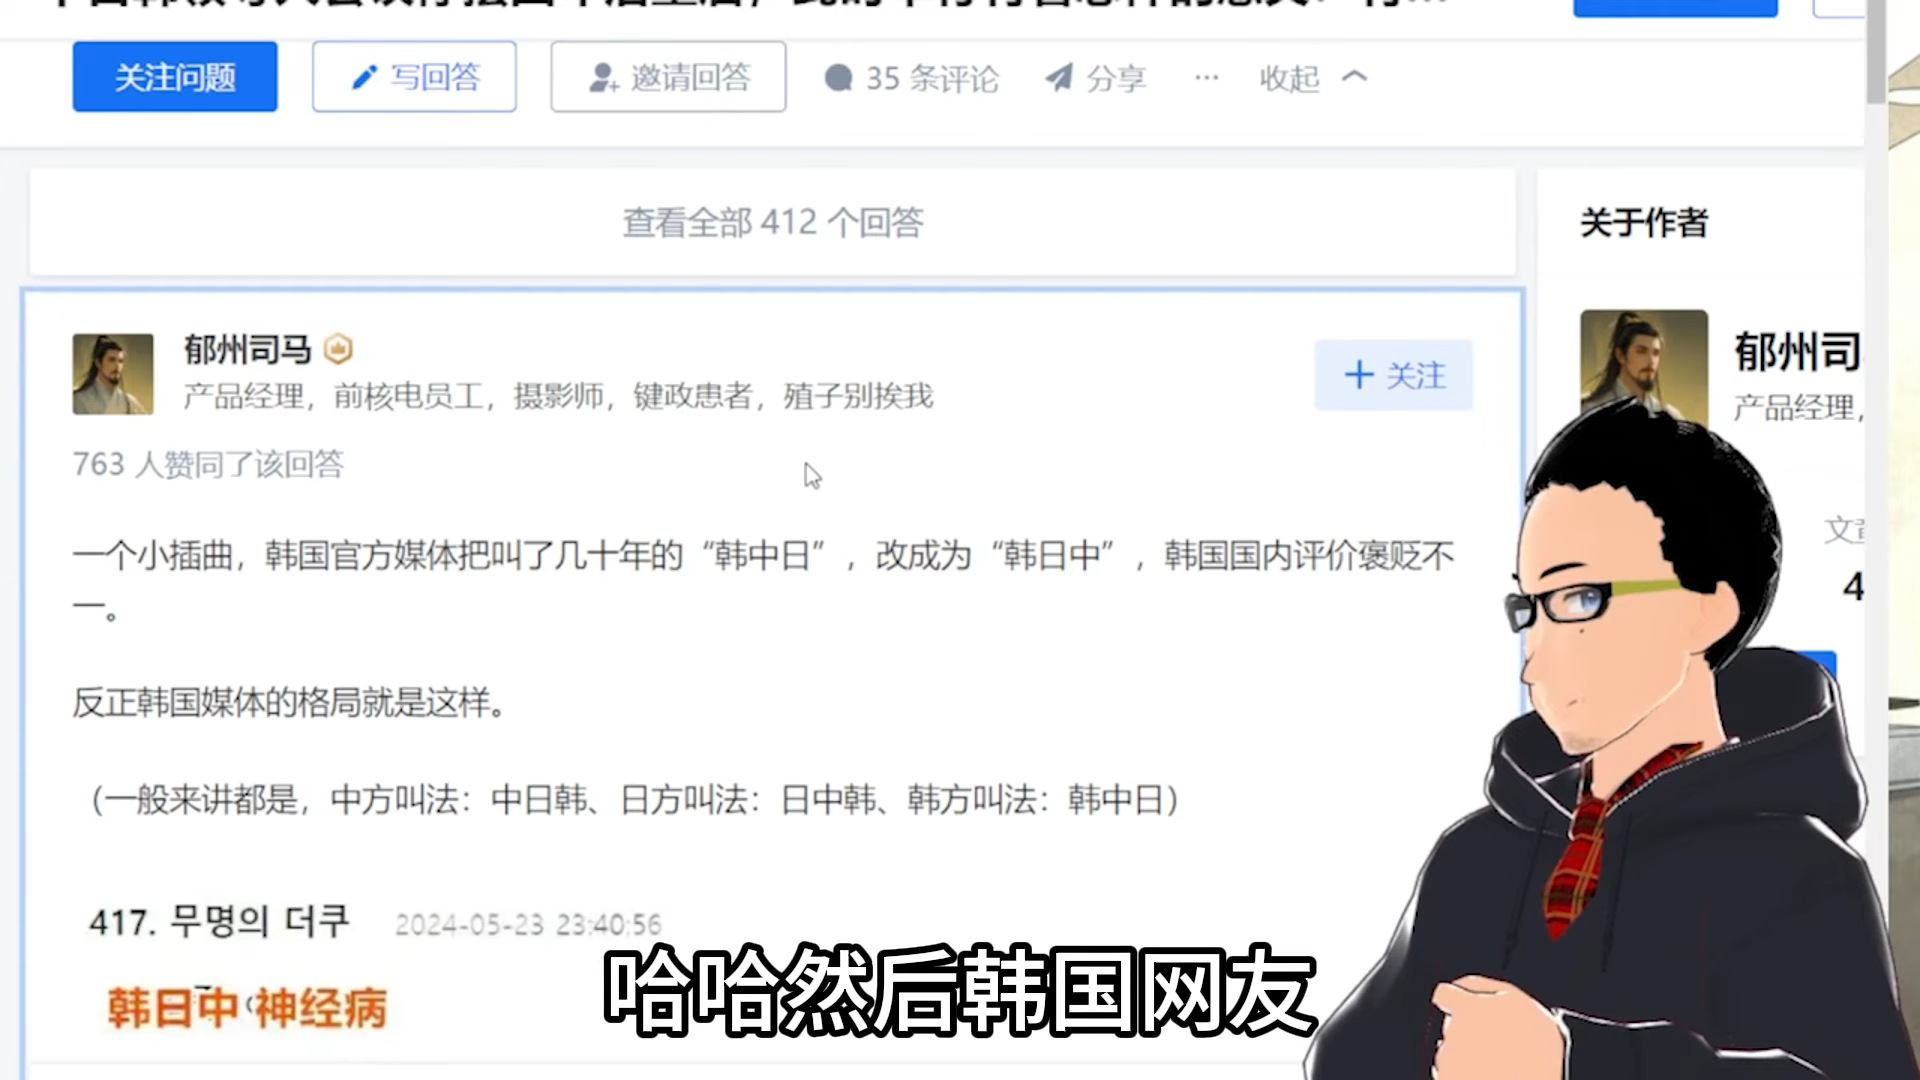 关注问题
写回答
邀请回答
35 条评论
分享
收起
查看全部 412 个回答
关于作者
郁州司马
产品经理，前核电员工，摄影师，键政患者，殖子别挨我
关注
郁州司
产品经理，
763 人赞同了该回答
一个小插曲，韩国官方媒体把叫了几十年的“韩中日”，改成为“韩日中”，韩国国内评价褒贬不
一。
4
反正韩国媒体的格局就是这样。
（一般来讲都是，中方叫法：中日韩、日方叫法：日中韩、韩方叫法：韩中日）
417. 무명의 더쿠 2024-05-23 23:40:56
韩日中 神经病
哈哈然后韩国网友